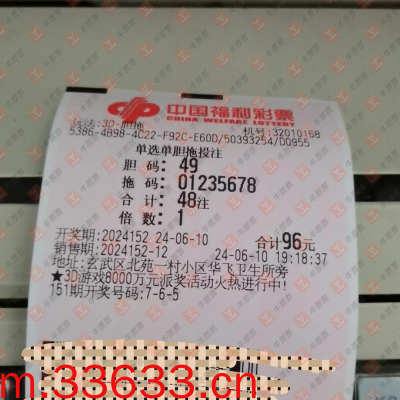 中国福利彩票
CHINA WELFARE LOTTERY
玩法:3D-胆拖 机号:32010168
5386-4B98-4C22-F92C-E60D/50393254/D0955
单选单胆拖投注
胆 码: 49
拖 码: 01235678
合 计: 48注
倍 数: 1
开奖期:2024152 24-06-10 合计96元
销售期:2024152-12 24-06-10 19:18:37
地址:玄武区北苑一村小区华飞卫生所旁
★3D游戏8000万元派奖活动火热进行中!
151期开奖号码:7-6-5
m.33633.cn